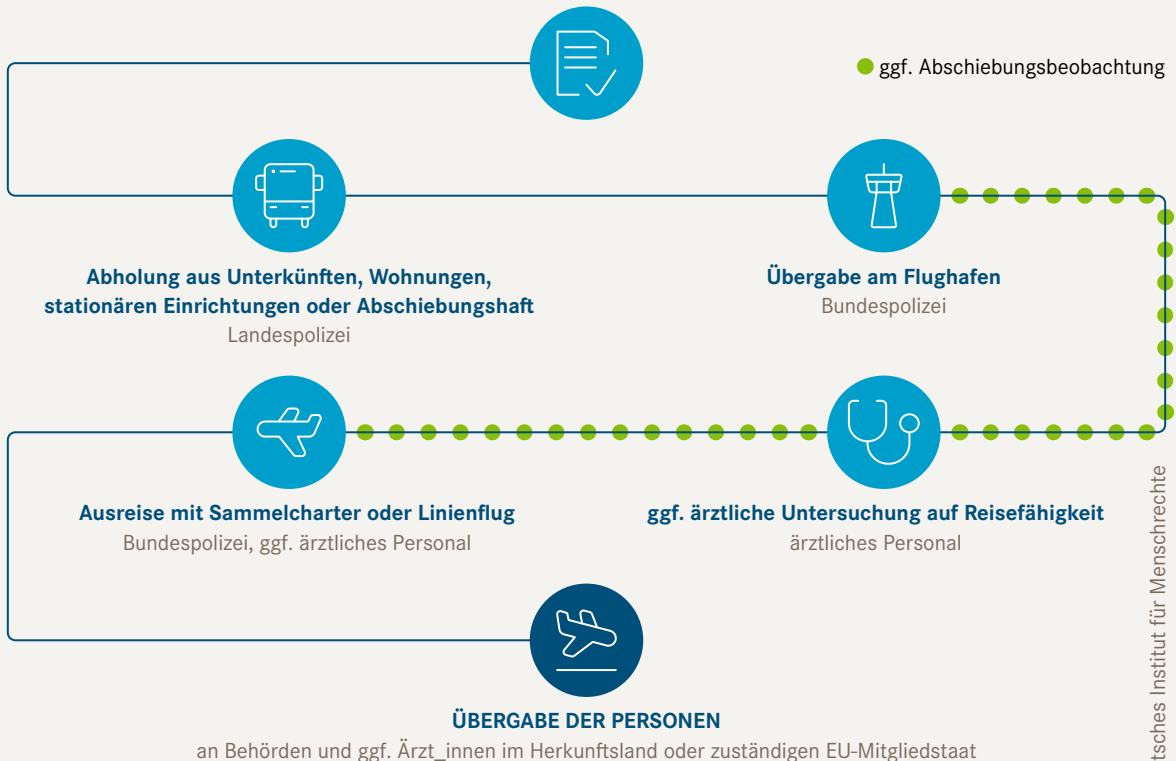 ggf. Abschiebungsbeobachtung
Abholung aus Unterkünften, Wohnungen,
stationären Einrichtungen oder Abschiebungshaft
Landespolizei
Übergabe am Flughafen
Bundespolizei
Ausreise mit Sammelcharter oder Linienflug
Bundespolizei, ggf. ärztliches Personal
ggf. ärztliche Untersuchung auf Reisefähigkeit
ärztliches Personal
ÜBERGABE DER PERSONEN
an Behörden und ggf. Ärzt_innen im Herkunftsland oder zuständigen EU-Mitgliedstaat
Institut für Menschrechte